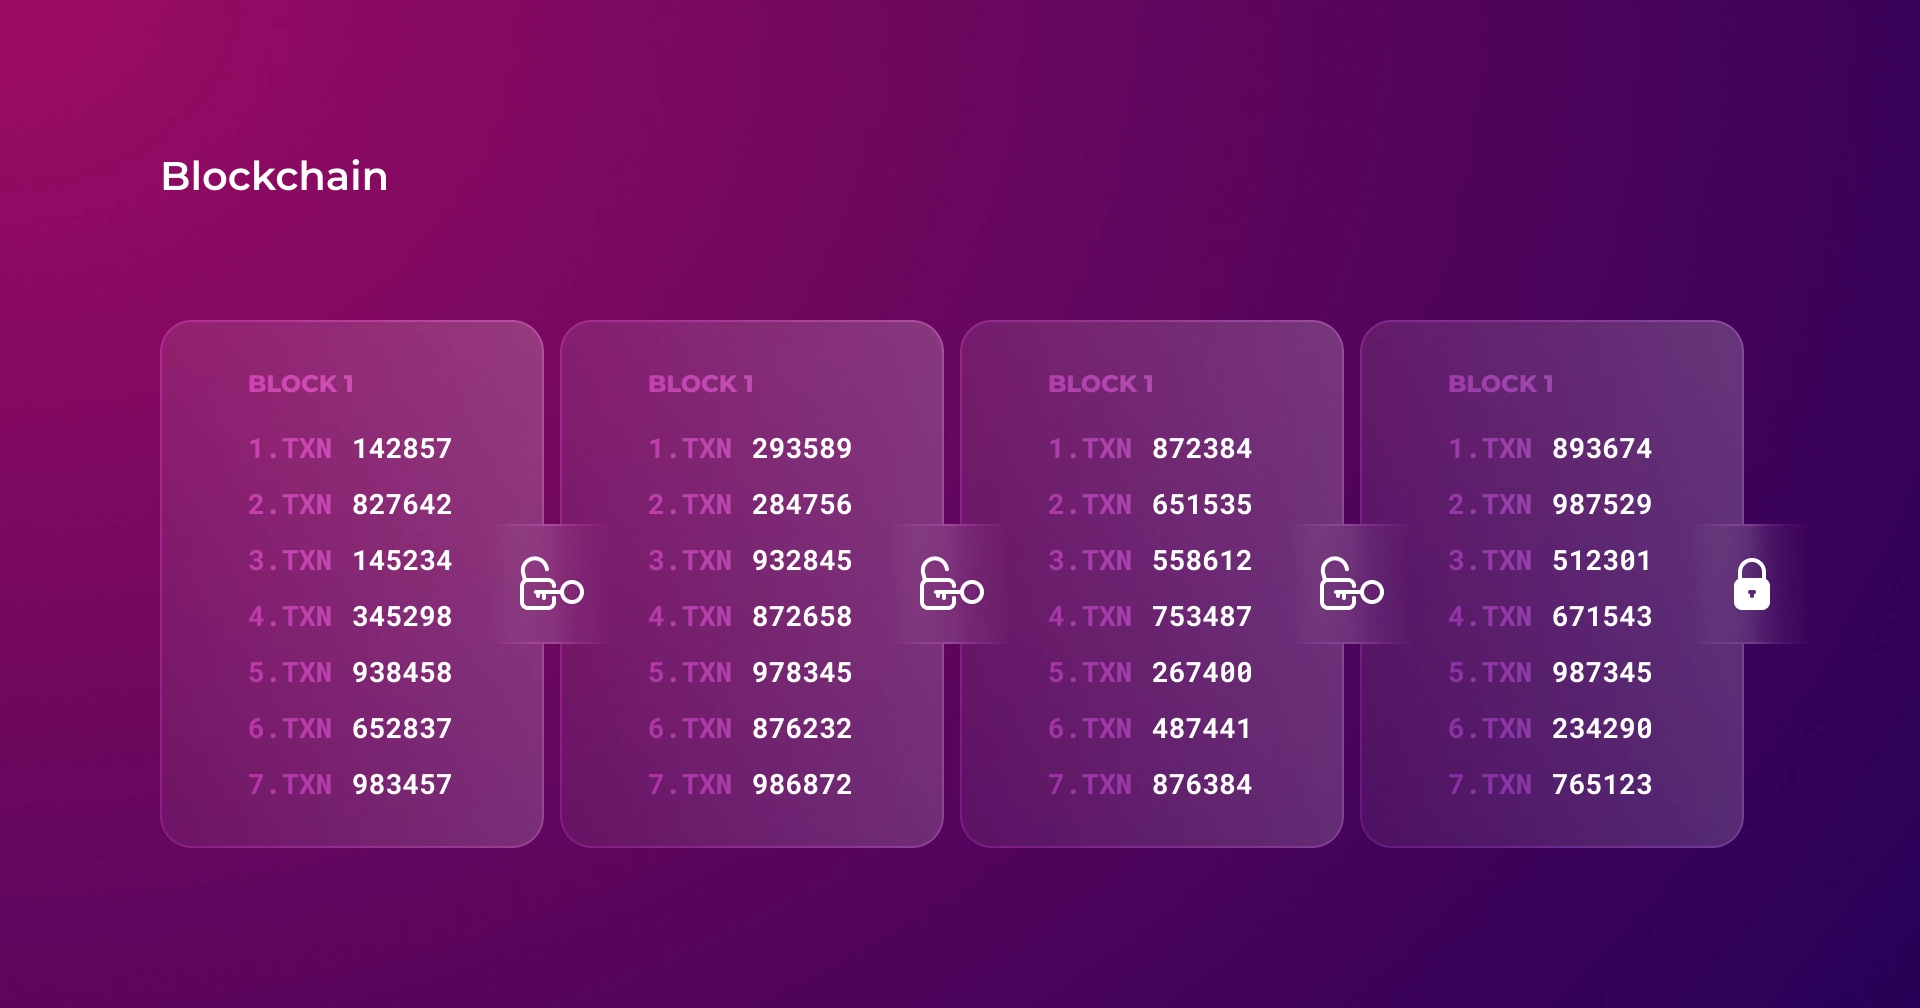 Blockchain
BLOCK 1
1.TXN 142857
2.TXN 827642
3.TXN 145234
4.TXN 345298
5.TXN 938458
6.TXN 652837
7.TXN 983457
BLOCK 1
1.TXN 293589
2.TXN 284756
3.TXN 932845
4.TXN 872658
5.TXN 978345
6.TXN 876232
7.TXN 986872
BLOCK 1
1.TXN 872384
2.TXN 651535
3.TXN 558612
4.TXN 753487
5.TXN 267400
6.TXN 487441
7.TXN 876384
BLOCK 1
1.TXN 893674
2.TXN 987529
3.TXN 512301
4.TXN 671543
5.TXN 987345
6.TXN 234290
7.TXN 765123